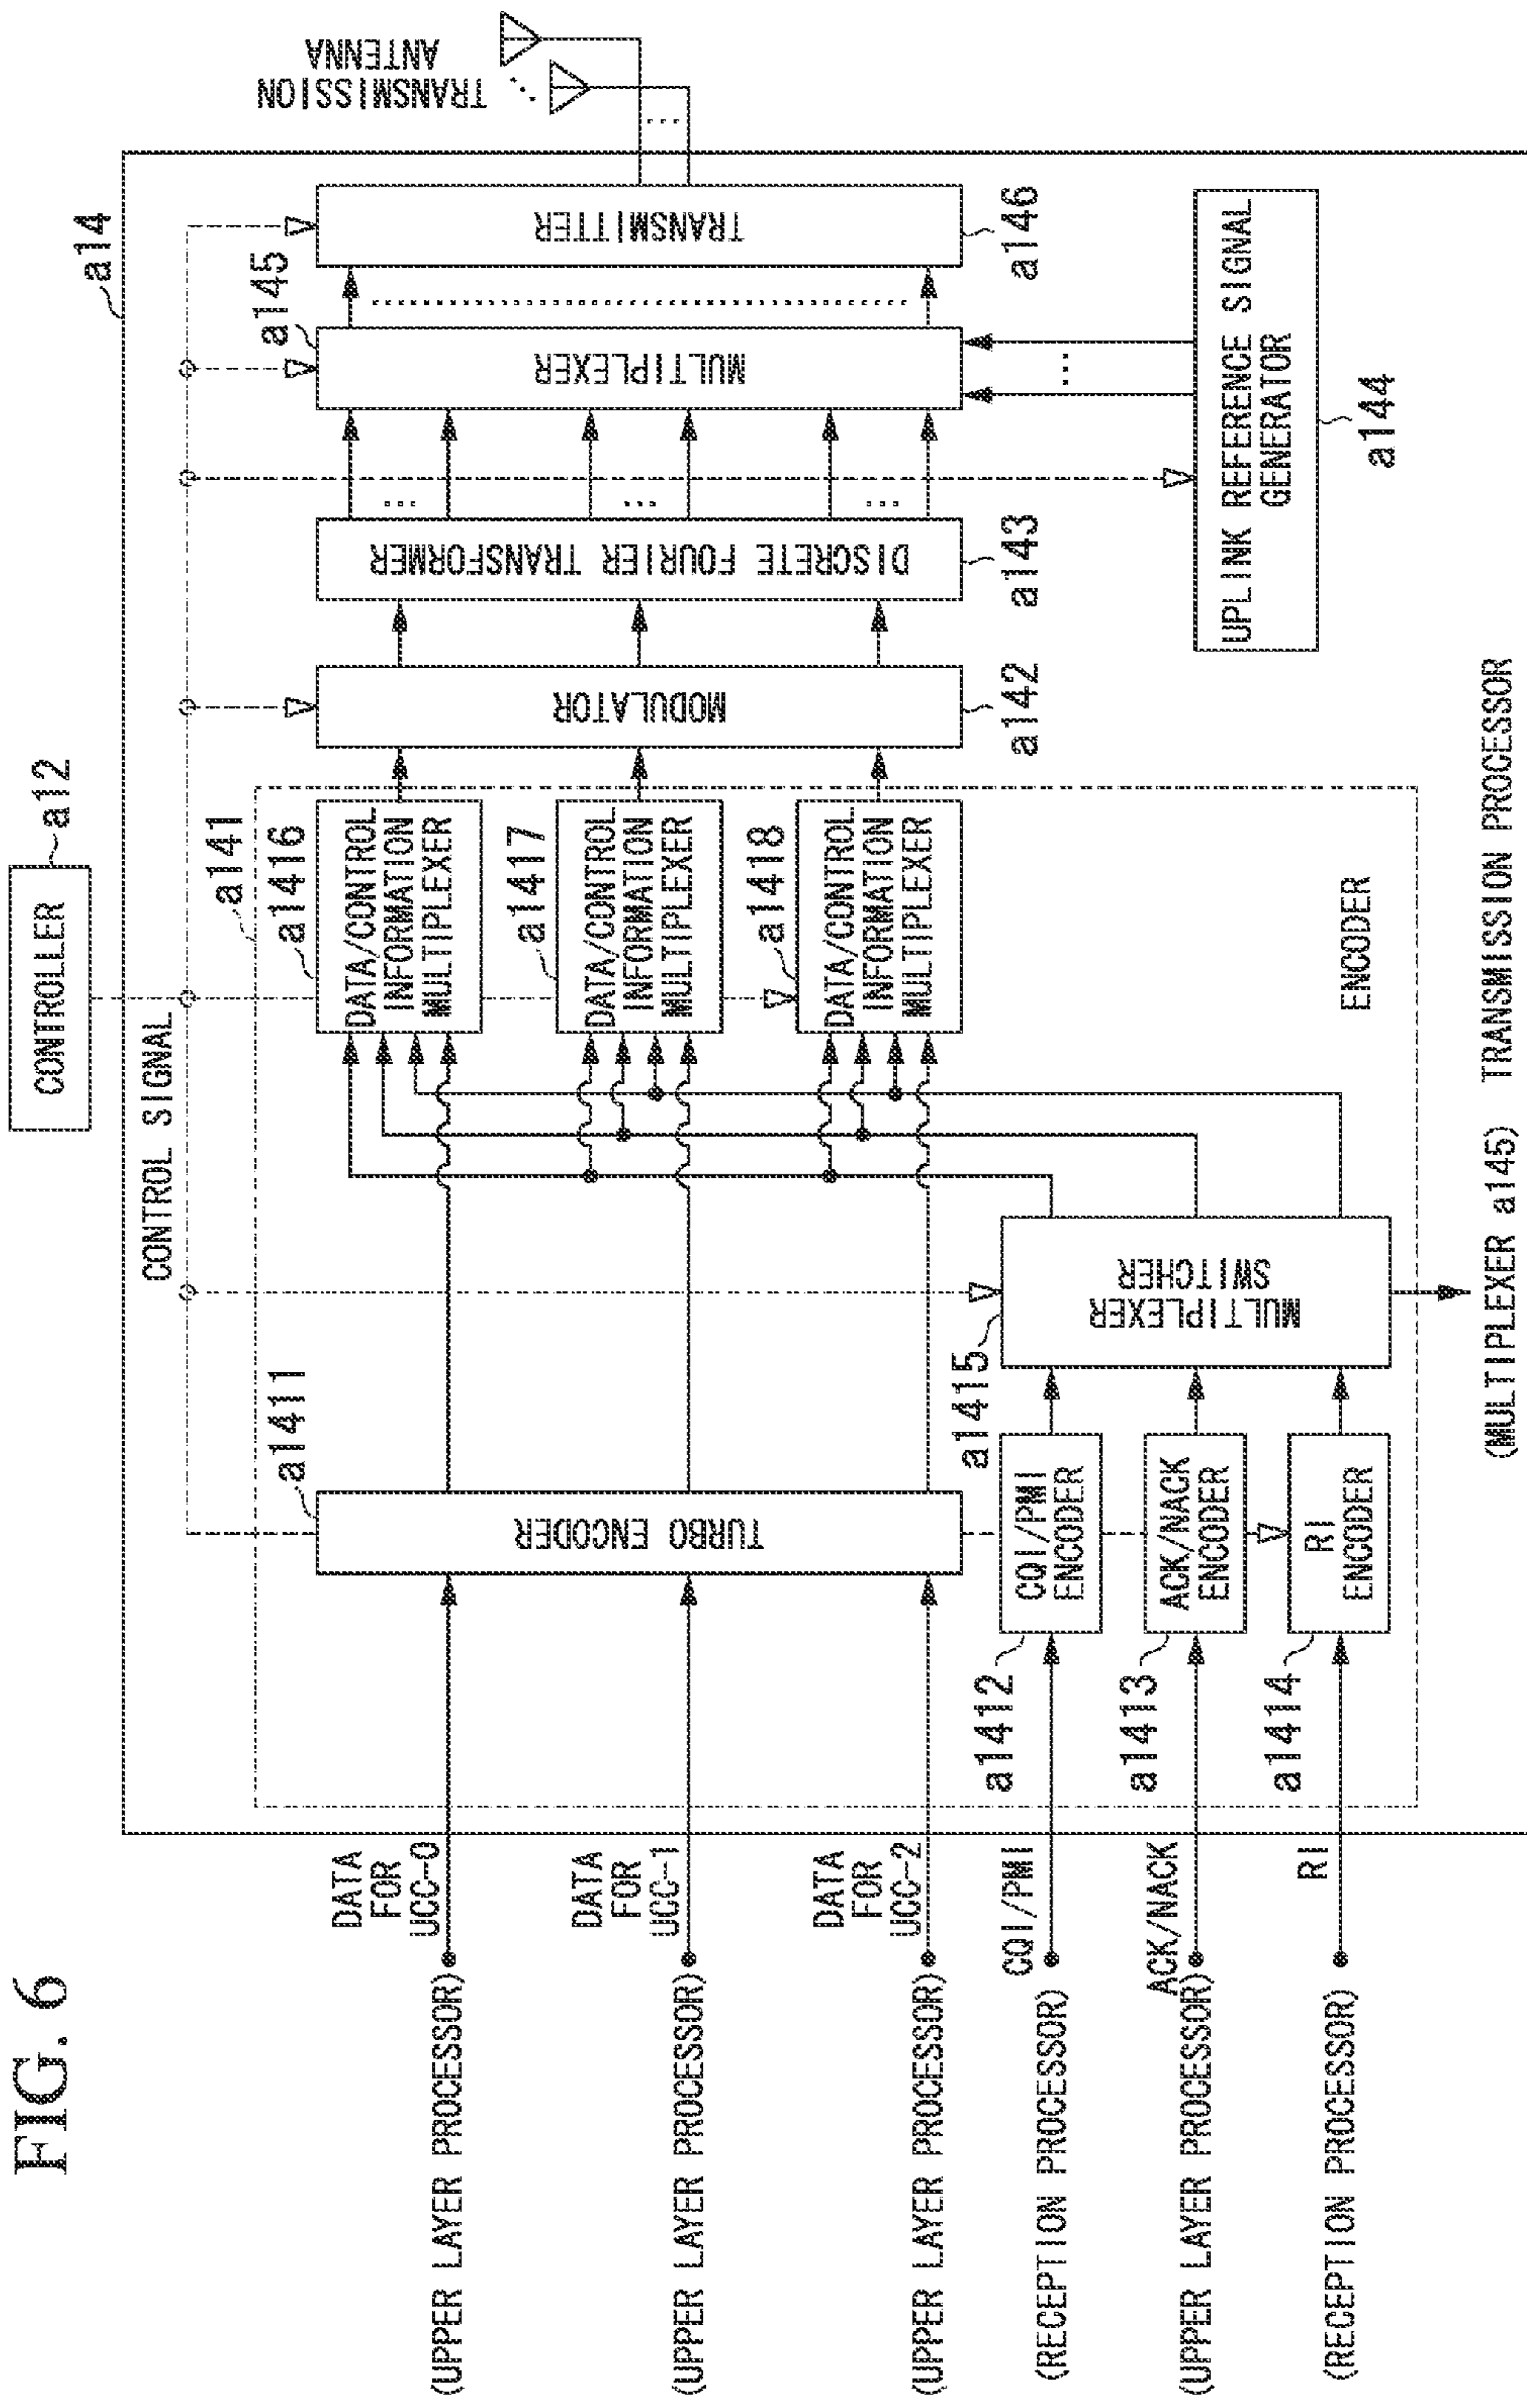 FIG. 6
CONTROLLER
a12
a14
CONTROL SIGNAL
a141
a1411
TURBO ENCODER
a1416
DATA/CONTROL
INFORMATION
MULTIPLEXER
a1417
DATA/CONTROL
INFORMATION
MULTIPLEXER
a1418
DATA/CONTROL
INFORMATION
MULTIPLEXER
MODULATOR
a142
DISCRETE FOURIER TRANSFORMER
a143
MULTIPLEXER
a145
TRANSMITTER
a146
TRANSMISSION
ANTENNA
UPLINK REFERENCE SIGNAL
GENERATOR
a144
DATA
FOR
UCC-0
(UPPER LAYER PROCESSOR)
DATA
FOR
UCC-1
(UPPER LAYER PROCESSOR)
DATA
FOR
UCC-2
(UPPER LAYER PROCESSOR)
CQI/PMI
(RECEPTION PROCESSOR)
ACK/NACK
(UPPER LAYER PROCESSOR)
RI
(RECEPTION PROCESSOR)
a1412
CQI/PMI
ENCODER
a1413
ACK/NACK
ENCODER
a1414
RI
ENCODER
a1415
MULTIPLEXER
SWITCHER
ENCODER
(MULTIPLEXER a145)
TRANSMISSION PROCESSOR